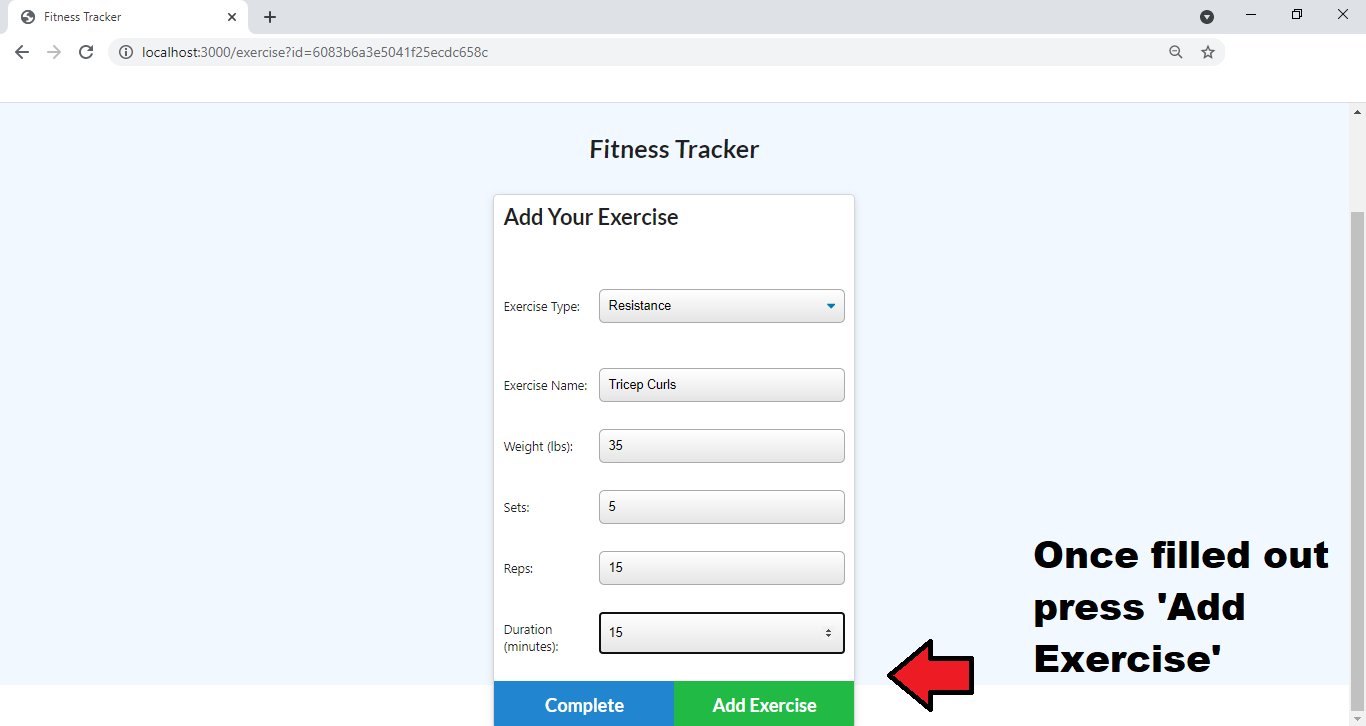 Fitness Tracker
localhost:3000/exercise?id=6083b6a3e5041f25ecdc658c
Fitness Tracker
Add Your Exercise
Exercise Type: Resistance
Exercise Name: Tricep Curls
Weight (lbs): 35
Sets: 5
Reps: 15
Duration
(minutes): 15
Complete Add Exercise
Once filled out
press 'Add
Exercise'